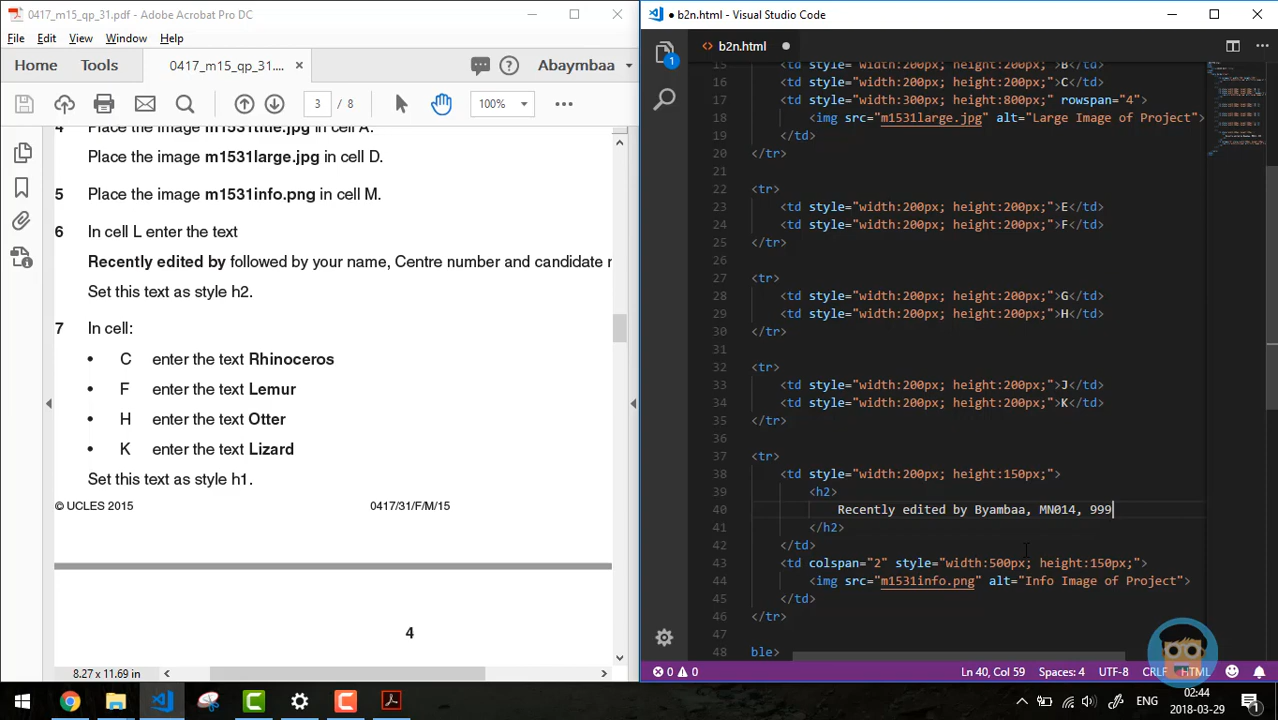 0417_m15_qp_31.pdf - Adobe Acrobat Pro DC
File Edit View Window Help
Home Tools 0417_m15_qp_31.... × Abaymbaa
3 / 8 100%
4 Place the image m1531title.jpg in cell A.
Place the image m1531large.jpg in cell D.
5 Place the image m1531info.png in cell M.
6 In cell L enter the text
Recently edited by followed by your name, Centre number and candidate
Set this text as style h2.
7 In cell:
• C enter the text Rhinoceros
• F enter the text Lemur
• H enter the text Otter
• K enter the text Lizard
Set this text as style h1.
© UCLES 2015 0417/31/F/M/15
4
8.27 x 11.69 in
● b2n.html - Visual Studio Code
1
<> b2n.html ●
15 <td style="width:200px; height:200px;">B</td>
16 <td style="width:200px; height:200px;">C</td>
17 <td style="width:300px; height:800px;" rowspan="4">
18 <img src="m1531large.jpg" alt="Large Image of Project">
19 </td>
20 </tr>
21
22 <tr>
23 <td style="width:200px; height:200px;">E</td>
24 <td style="width:200px; height:200px;">F</td>
25 </tr>
26
27 <tr>
28 <td style="width:200px; height:200px;">G</td>
29 <td style="width:200px; height:200px;">H</td>
30 </tr>
31
32 <tr>
33 <td style="width:200px; height:200px;">J</td>
34 <td style="width:200px; height:200px;">K</td>
35 </tr>
36
37 <tr>
38 <td style="width:200px; height:150px;">
39 <h2>
40 Recently edited by Byambaa, MN014, 999
41 </h2>
42 </td>
43 <td colspan="2" style="width:500px; height:150px;">
44 <img src="m1531info.png" alt="Info Image of Project">
45 </td>
46 </tr>
47
48 ble>
0 0 Ln 40, Col 59 Spaces: 4 UTF-8 CRLF HTML
ENG 02:44
2018-03-29 1